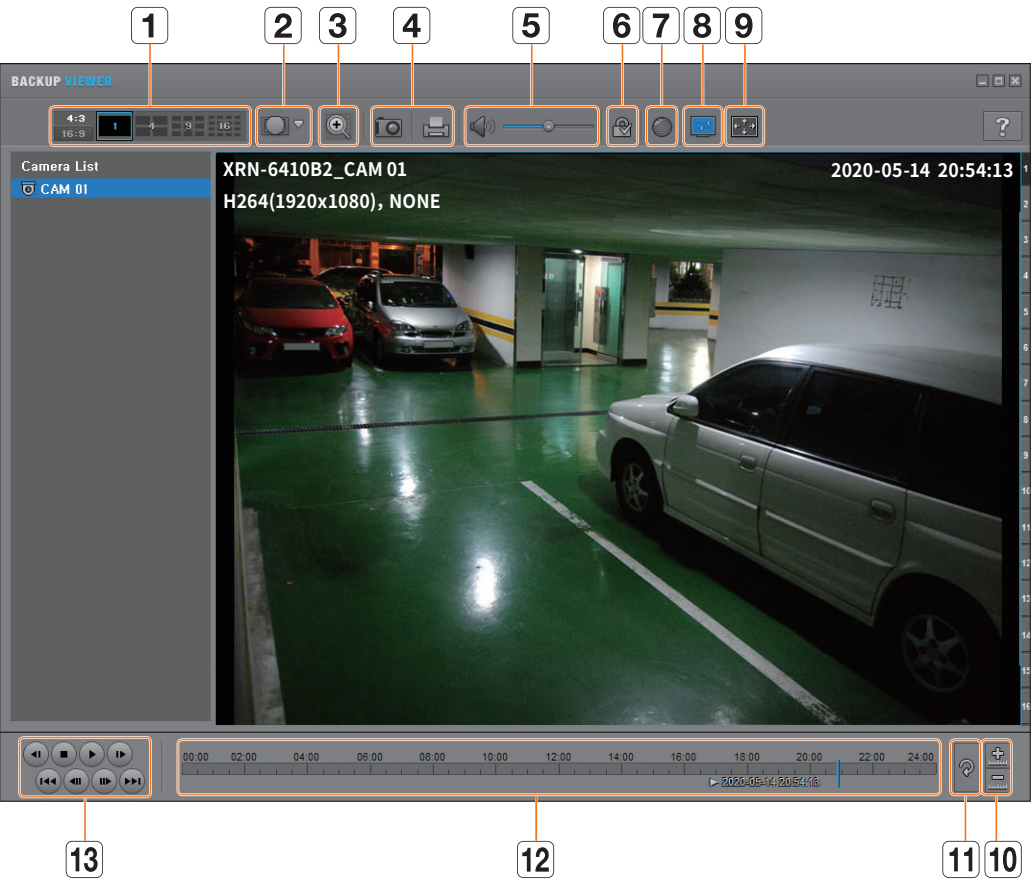 1 2 3 4 5 6 7 8 9
BACKUP VIEWER
4:3
16:9
1 4 9 16
?
Camera List
CAM 01
XRN-6410B2_CAM 01
2020-05-14 20:54:13
H264(1920x1080), NONE
1
2
3
4
5
6
7
8
9
10
11
12
13
14
15
16
00:00 02:00 04:00 06:00 08:00 10:00 12:00 14:00 16:00 18:00 20:00 22:00 24:00
2020-05-14 20:54:13
13 12 11 10